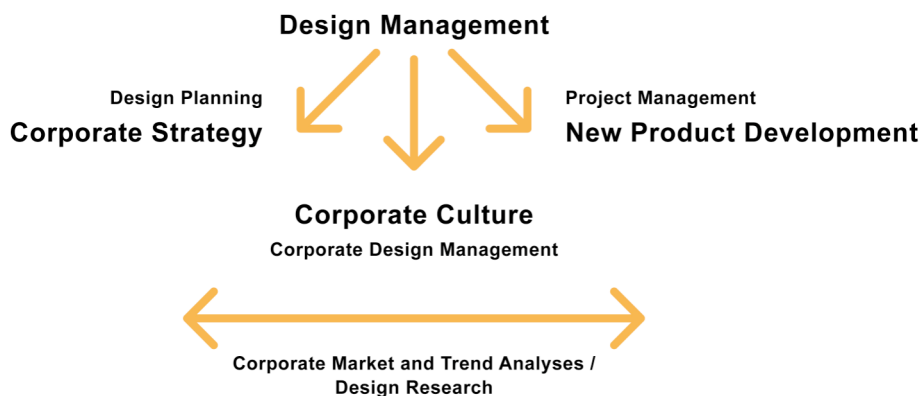 Design Management
Design Planning
Corporate Strategy
Project Management
New Product Development
Corporate Culture
Corporate Design Management
Corporate Market and Trend Analyses /
Design Research